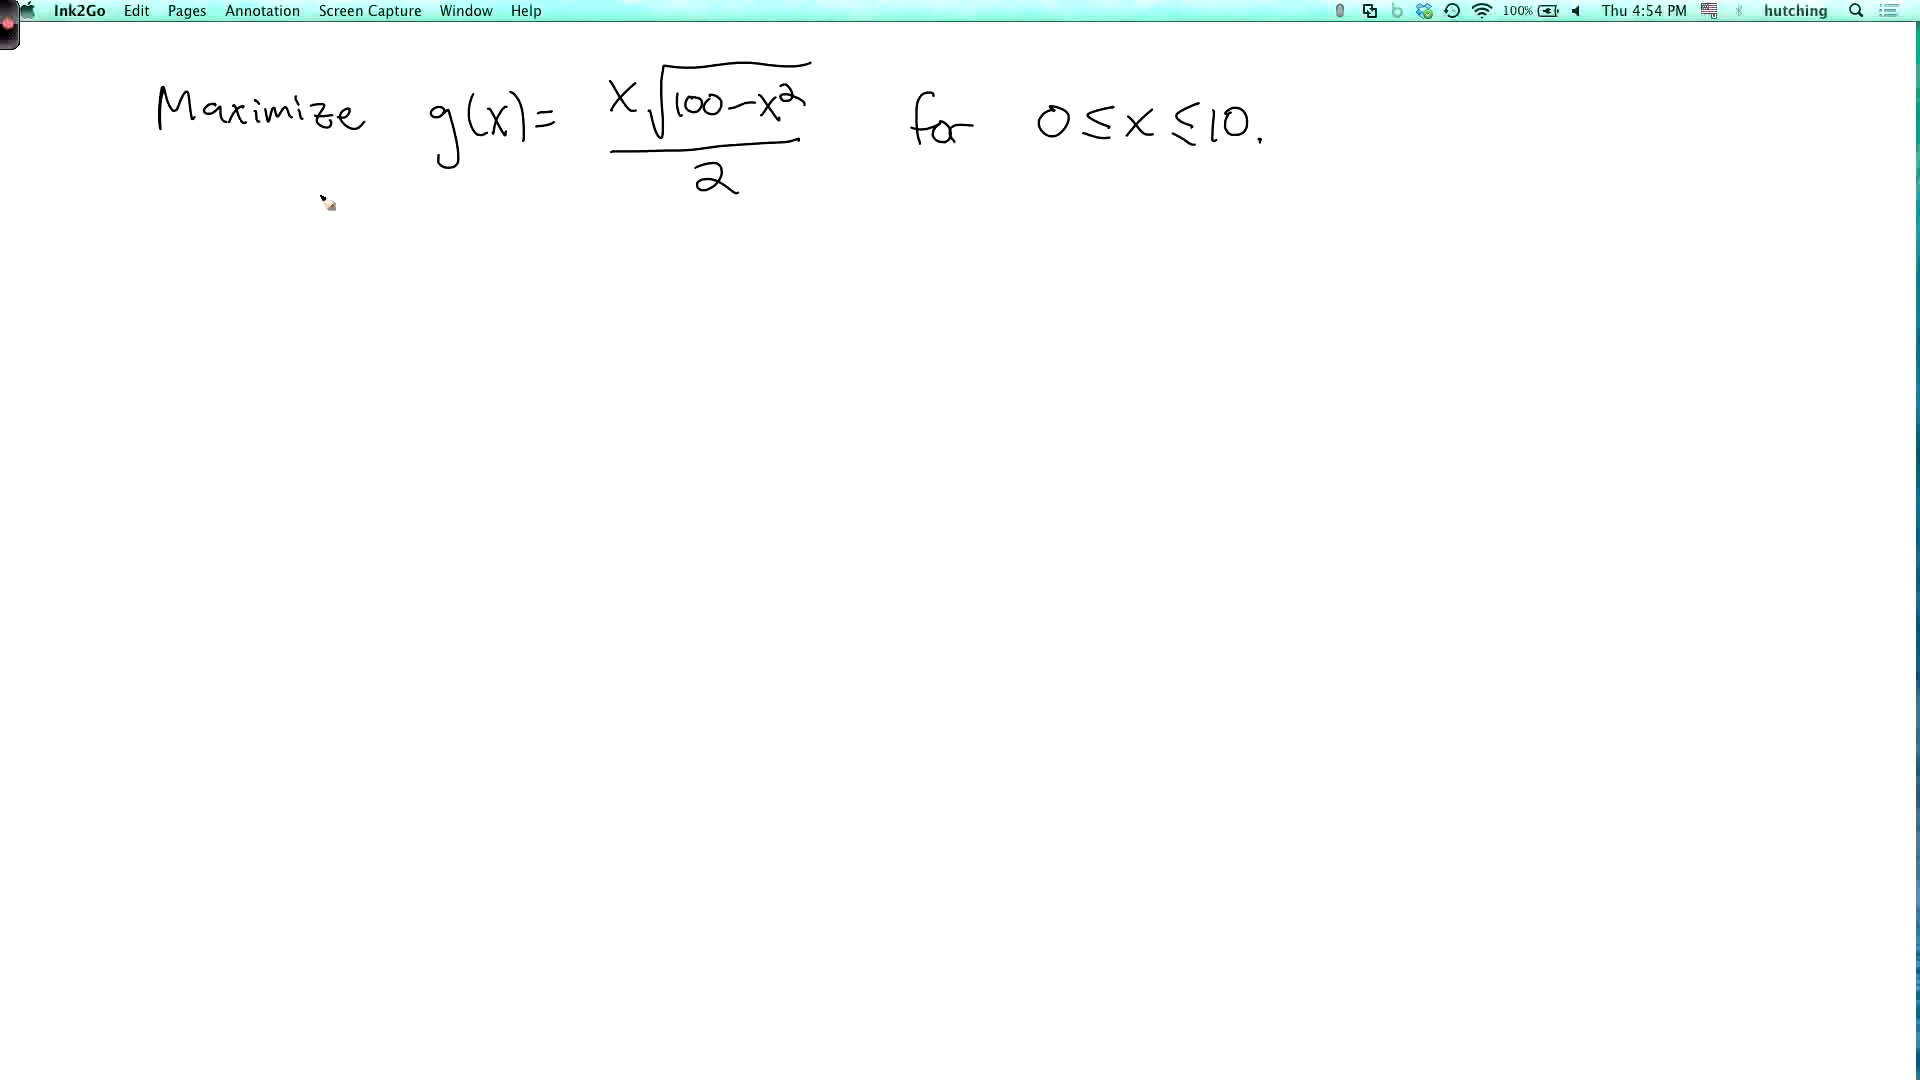 Ink2Go Edit Pages Annotation Screen Capture Window Help 100% Thu 4:54 PM hutching
Maximize g(x) = x√(100-x²)/2 for 0 ≤ x ≤ 10.